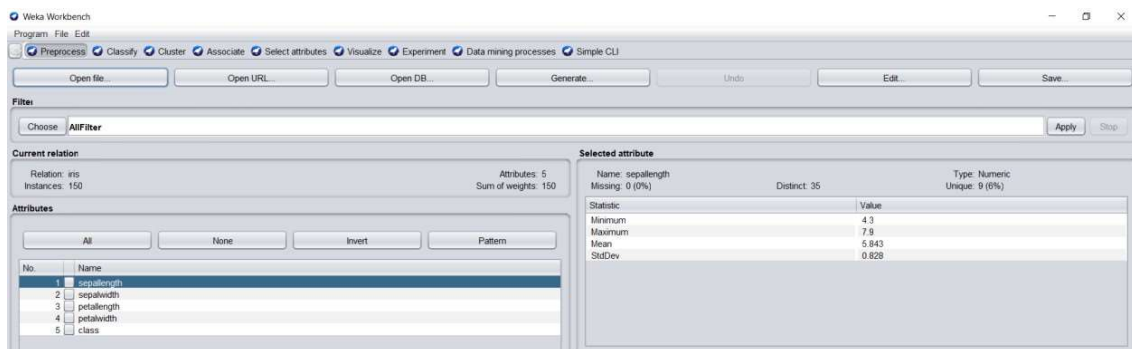 Weka Workbench
Program File Edit
Preprocess Classify Cluster Associate Select attributes Visualize Experiment Data mining processes Simple CLI
Open file... Open URL... Open DB... Generate... Undo Edit... Save...
Filter
Choose AllFilter Apply Stop
Current relation
Relation: iris Attributes: 5
Instances: 150 Sum of weights: 150
Attributes
All None Invert Pattern
No. Name
1 sepallength
2 sepalwidth
3 petallength
4 petalwidth
5 class
Selected attribute
Name: sepallength Type: Numeric
Missing: 0 (0%) Distinct: 35 Unique: 9 (6%)
Statistic Value
Minimum 4.3
Maximum 7.9
Mean 5.843
StdDev 0.828